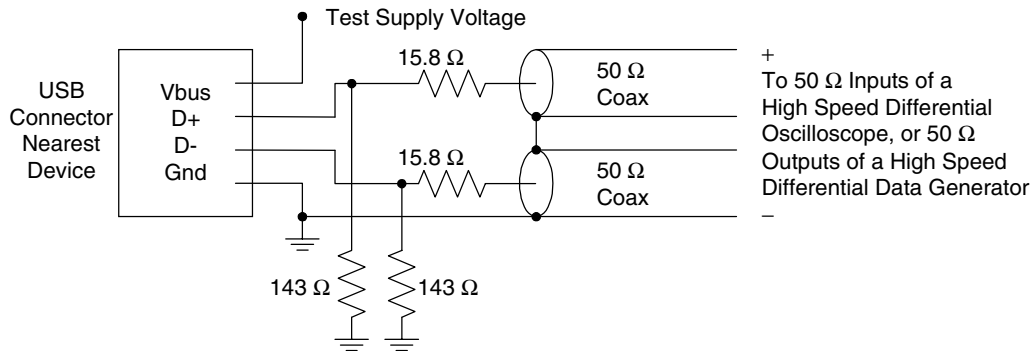 Test Supply Voltage
USB
Connector
Nearest
Device
Vbus
D+
D-
Gnd
15.8 Ω
50 Ω
Coax
15.8 Ω
50 Ω
Coax
143 Ω
143 Ω
+
To 50 Ω Inputs of a
High Speed Differential
Oscilloscope, or 50 Ω
Outputs of a High Speed
Differential Data Generator
−